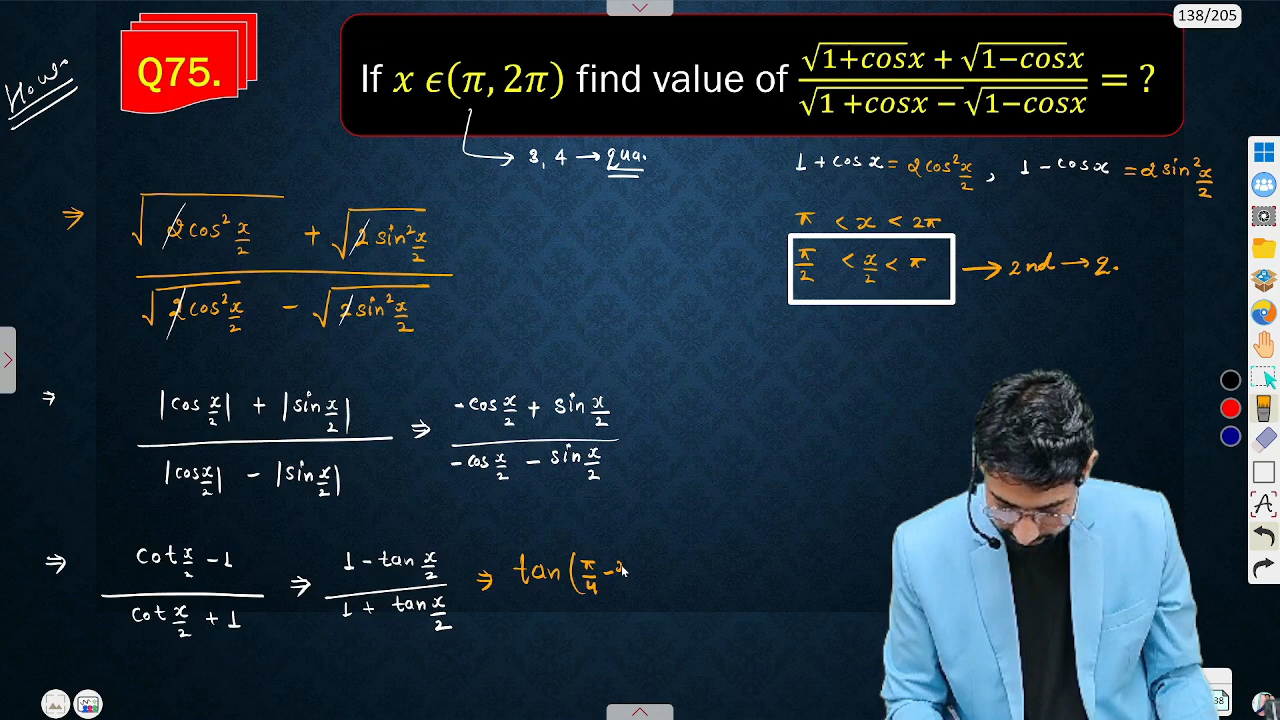 138/205
How.
Q75.
If x ϵ(π, 2π) find value of (√1+cosx + √1−cosx)/(√1 +cosx − √1−cosx) = ?
→ 3, 4 → qua.
1 + cos x = 2cos² x/2 , 1 - cos x = 2 sin² x/2
π < x < 2π
π/2 < x/2 < π → 2nd → q.
⇒ (√2cos² x/2 + √2 sin² x/2)/(√2cos² x/2 - √2sin² x/2)
⇒ (|cos x/2| + |sin x/2|)/(|cos x/2| - |sin x/2|) ⇒ (-cos x/2 + sin x/2)/(-cos x/2 - sin x/2)
⇒ (cot x/2 - 1)/(cot x/2 + 1) ⇒ (1 - tan x/2)/(1 + tan x/2) ⇒ tan (π/4 -